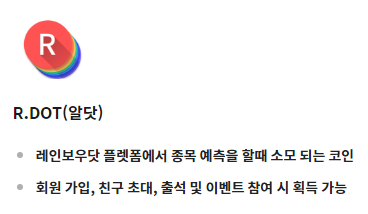 R
R.DOT(알닷)
레인보우닷 플렛폼에서 종목 예측을 할때 소모 되는 코인
회원 가입, 친구 초대, 출석 및 이벤트 참여 시 획득 가능